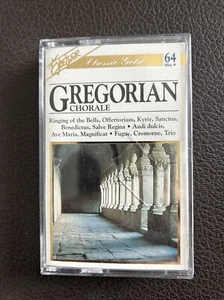 Classic Gold
64
Min.
GREGORIAN
CHORALE
Ringing of the Bells, Offertorium, Kyrie, Sanctus,
Benedictus, Salve Regina • Audi dulcis,
Ave Maria, Magnificat • Fugue, Cromorne, Trio